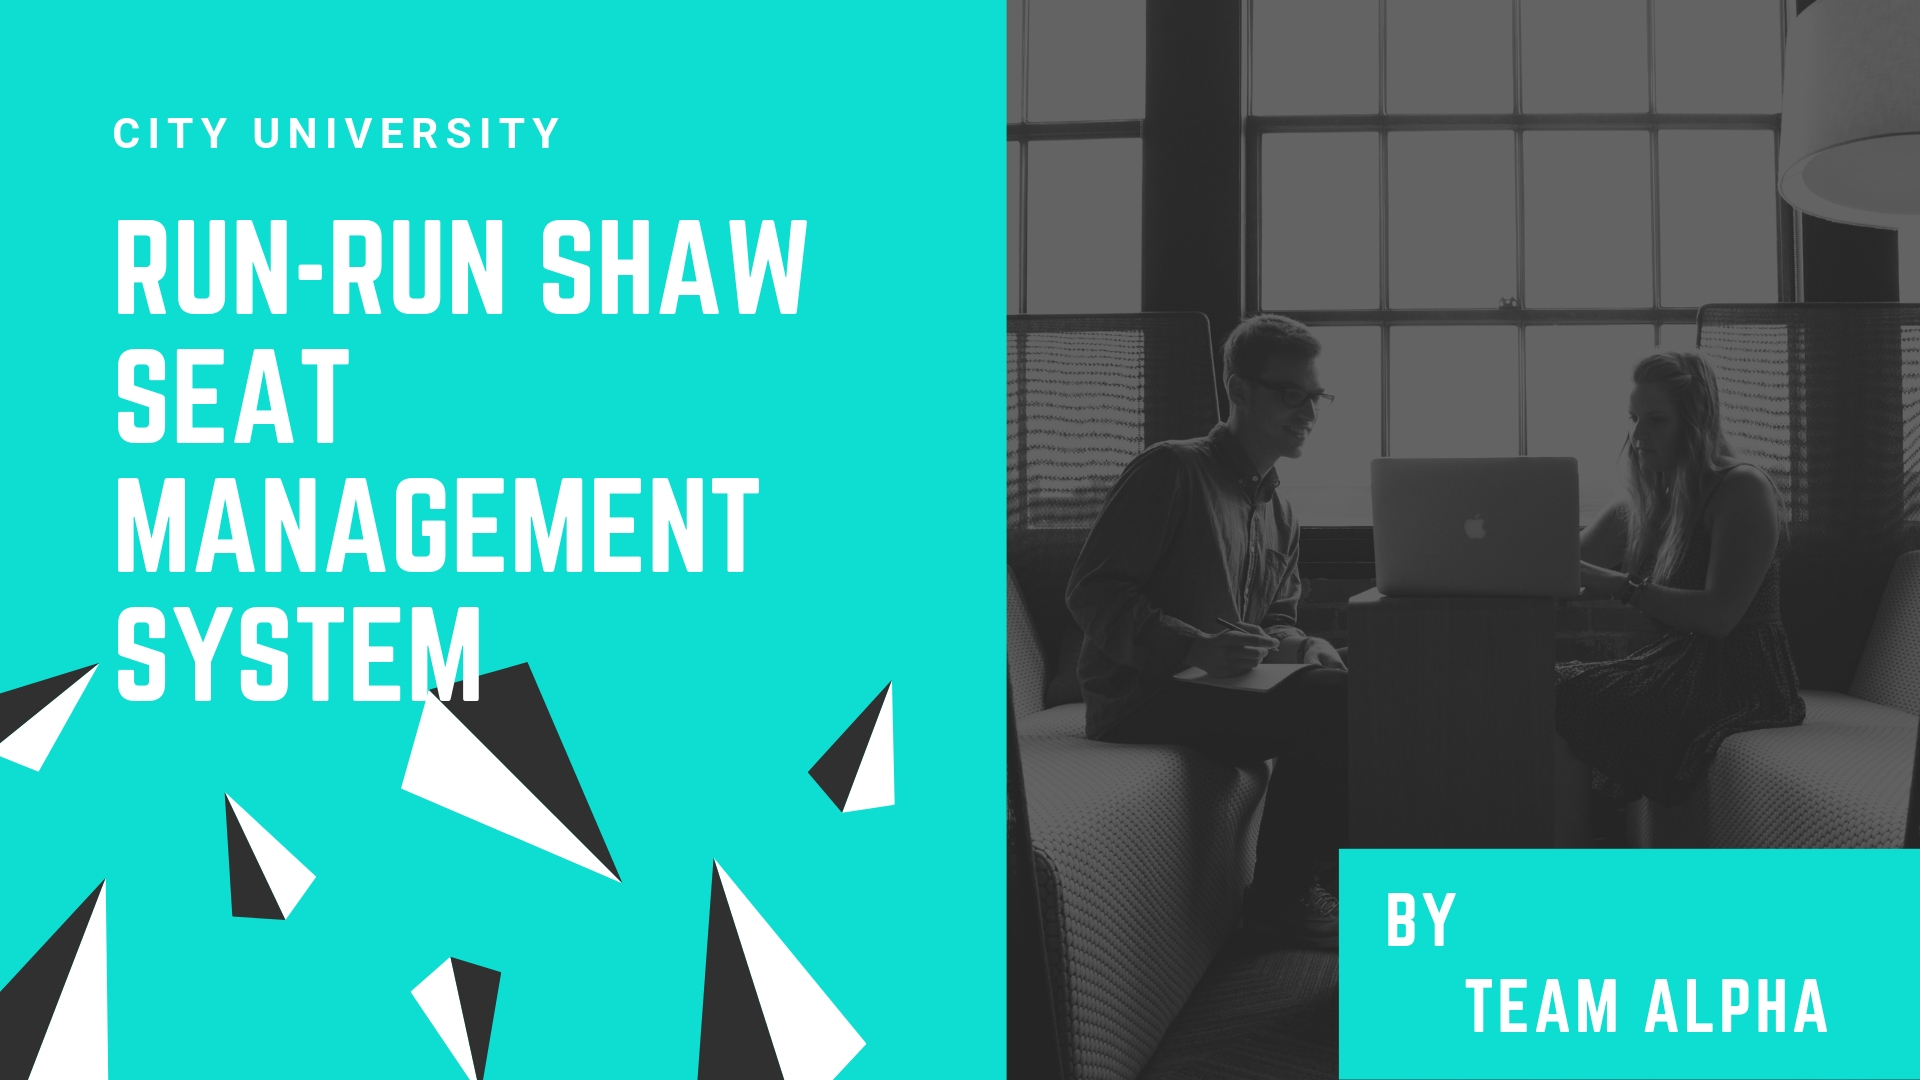 CITY UNIVERSITY
RUN-RUN SHAW
SEAT
MANAGEMENT
SYSTEM
BY
TEAM ALPHA